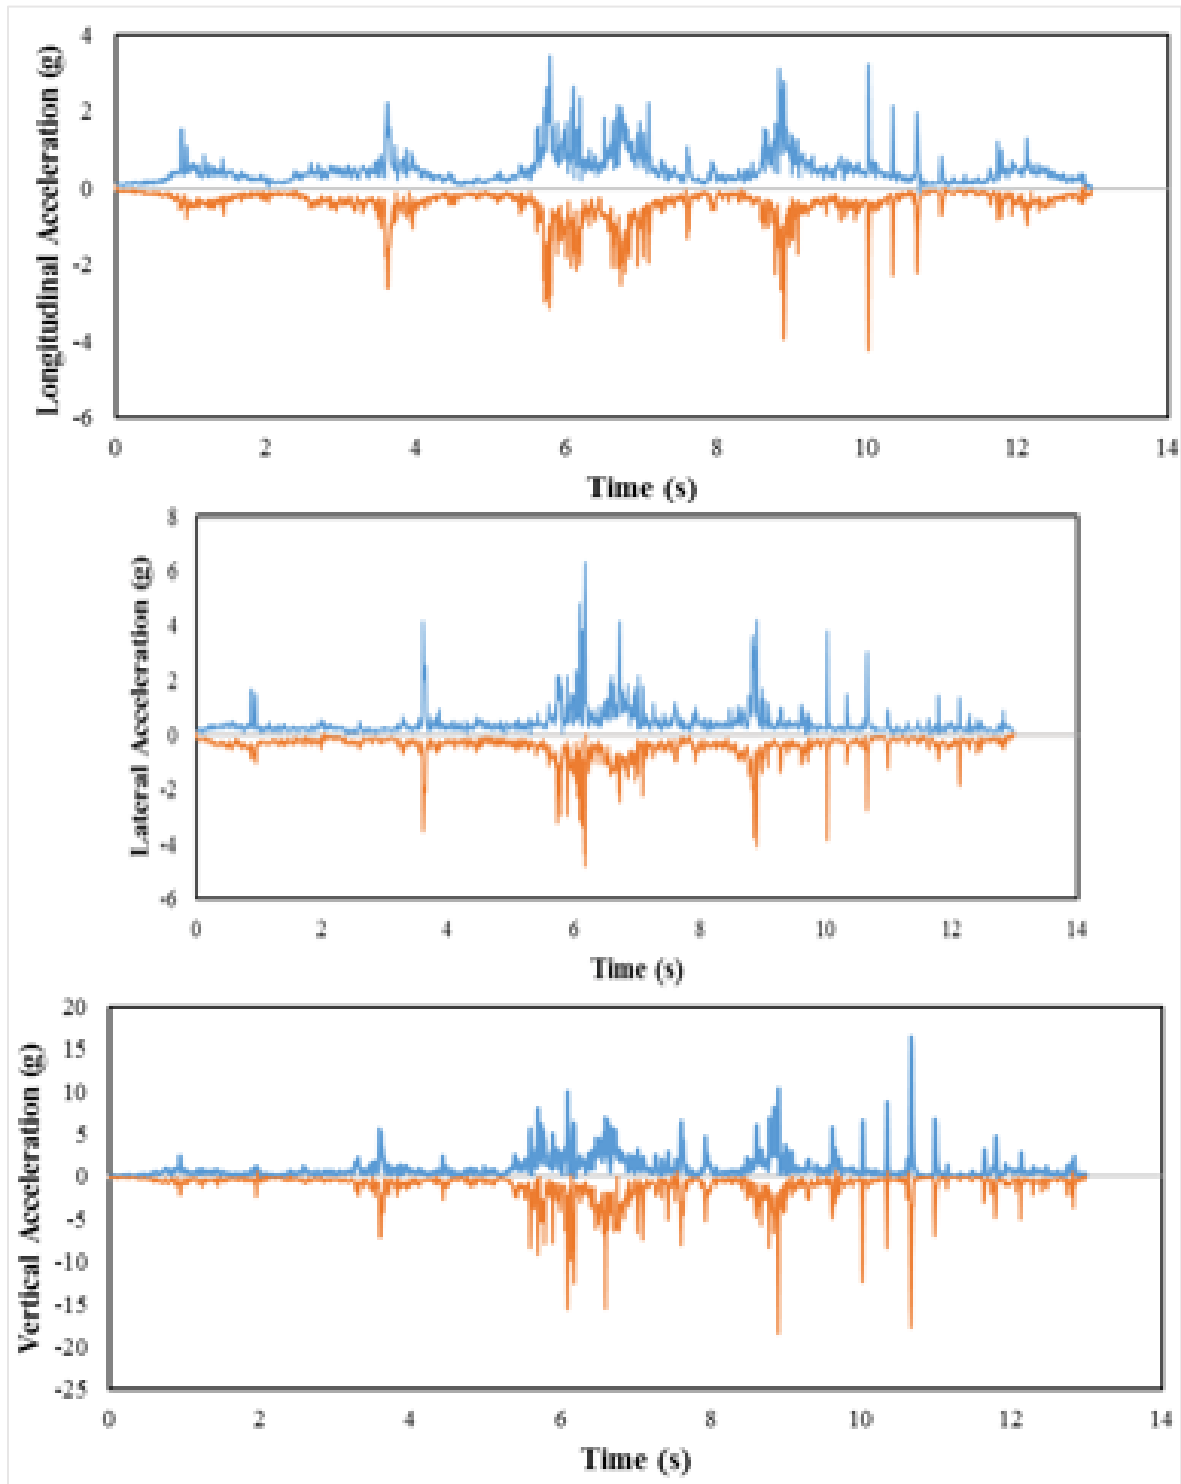 Longitudinal Acceleration (g)
4
2
0
-2
-4
-6
0 2 4 6 8 10 12 14
Time (s)
Lateral Acceleration (g)
8
6
4
2
0
-2
-4
-6
0 2 4 6 8 10 12 14
Time (s)
Vertical Acceleration (g)
20
15
10
5
0
-5
-10
-15
-20
-25
0 2 4 6 8 10 12 14
Time (s)